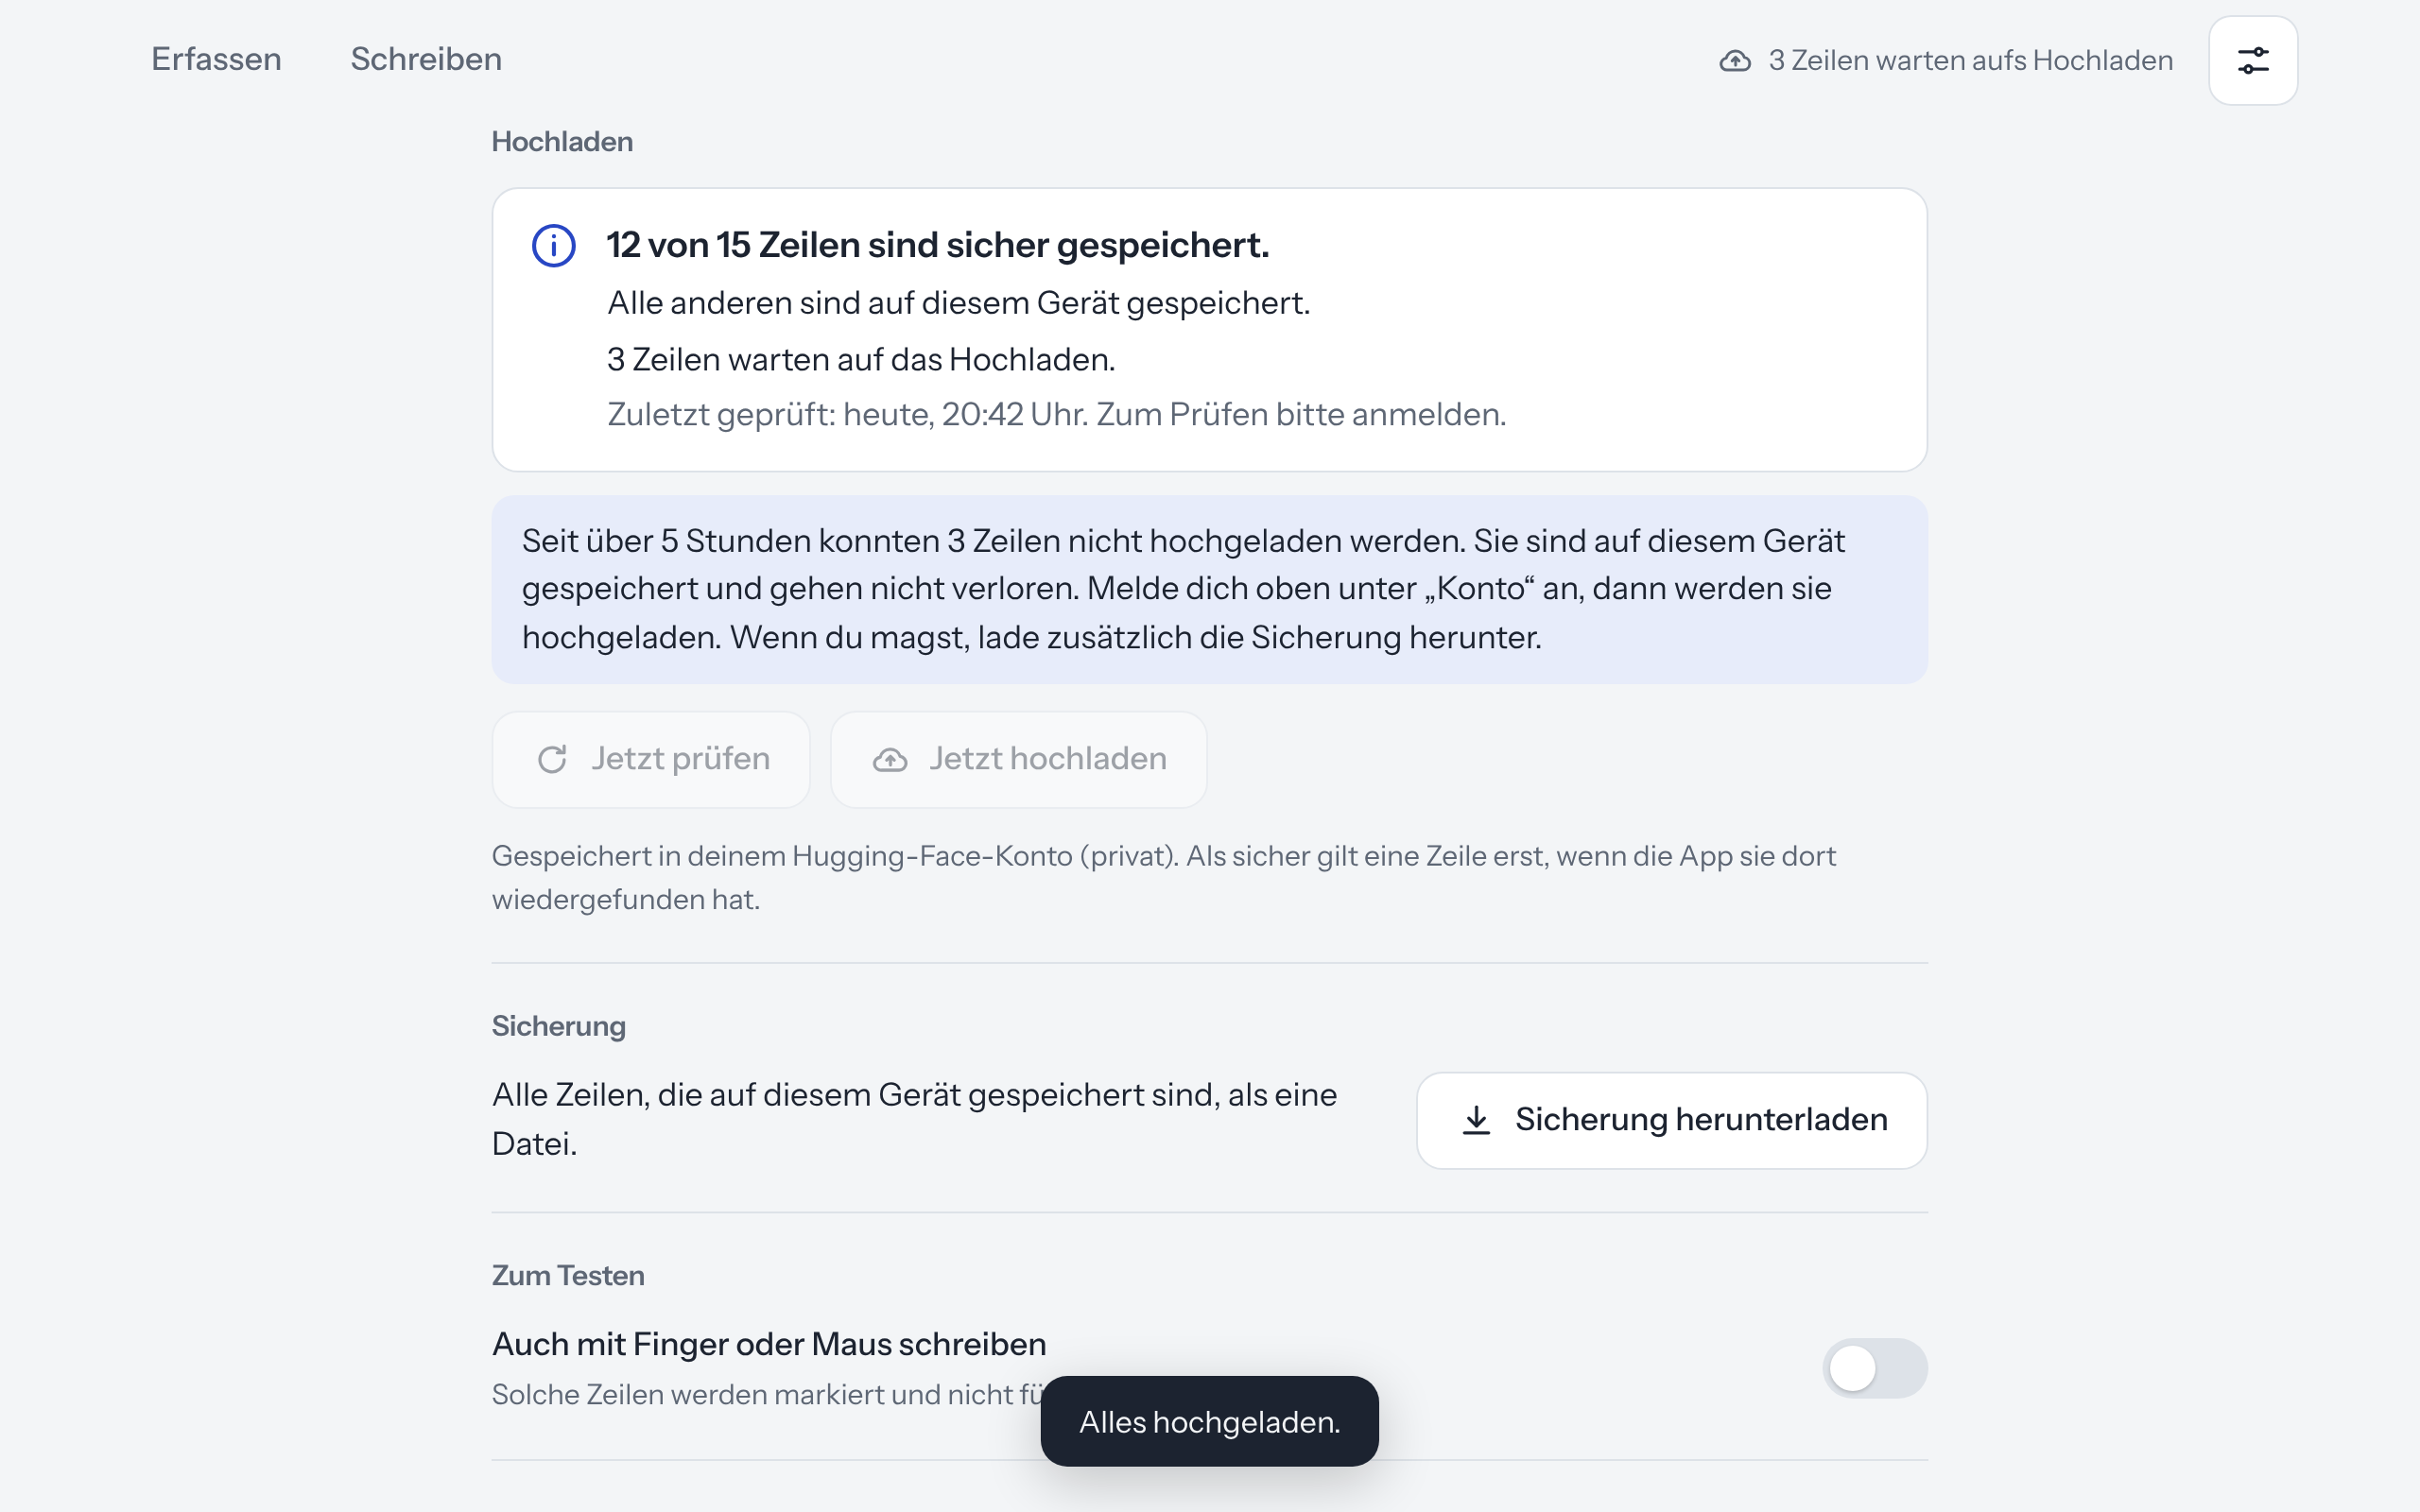 Erfassen
Schreiben
3 Zeilen warten aufs Hochladen
Hochladen
12 von 15 Zeilen sind sicher gespeichert.
Alle anderen sind auf diesem Gerät gespeichert.
3 Zeilen warten auf das Hochladen.
Zuletzt geprüft: heute, 20:42 Uhr. Zum Prüfen bitte anmelden.
Seit über 5 Stunden konnten 3 Zeilen nicht hochgeladen werden. Sie sind auf diesem Gerät
gespeichert und gehen nicht verloren. Melde dich oben unter „Konto“ an, dann werden sie
hochgeladen. Wenn du magst, lade zusätzlich die Sicherung herunter.
Jetzt prüfen
Jetzt hochladen
Gespeichert in deinem Hugging-Face-Konto (privat). Als sicher gilt eine Zeile erst, wenn die App sie dort
wiedergefunden hat.
Sicherung
Alle Zeilen, die auf diesem Gerät gespeichert sind, als eine
Datei.
Sicherung herunterladen
Zum Testen
Auch mit Finger oder Maus schreiben
Solche Zeilen werden markiert und nicht
Alles hochgeladen.